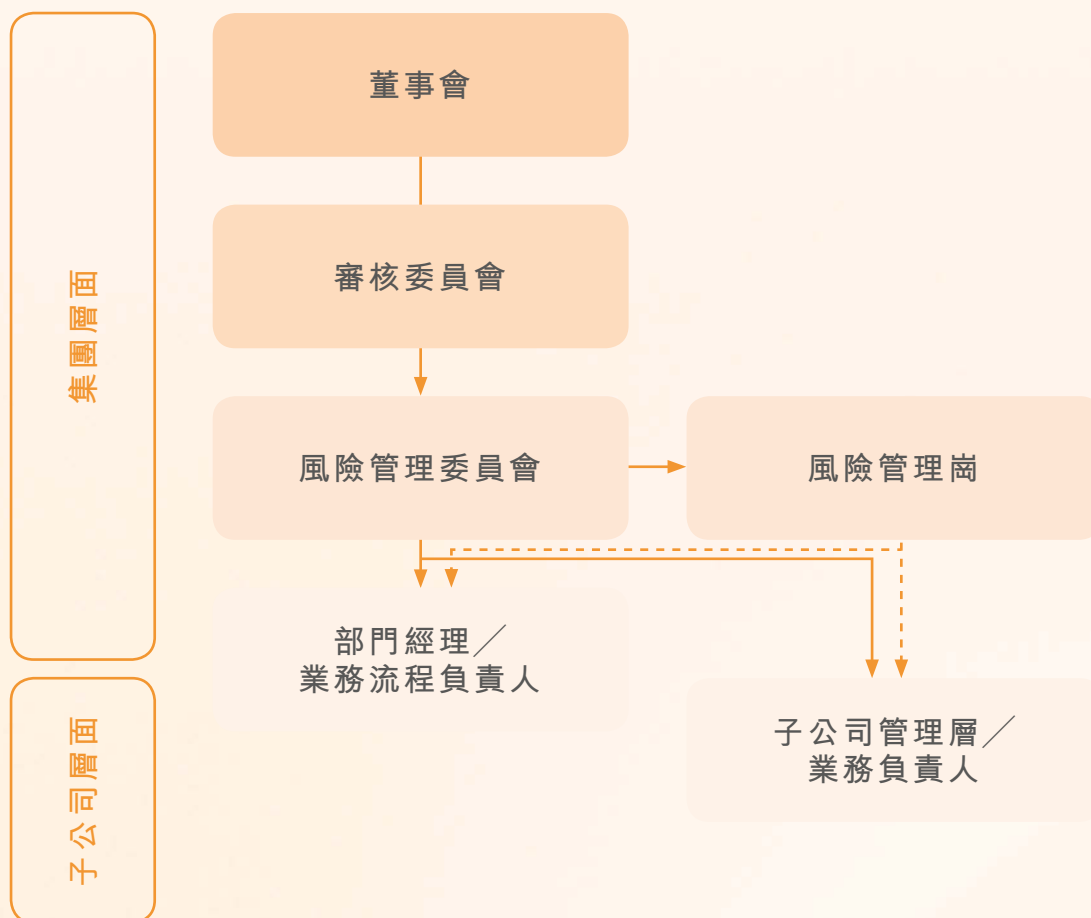 集團層面
董事會
審核委員會
風險管理委員會
風險管理崗
部門經理／
業務流程負責人
子公司層面
子公司管理層／
業務負責人